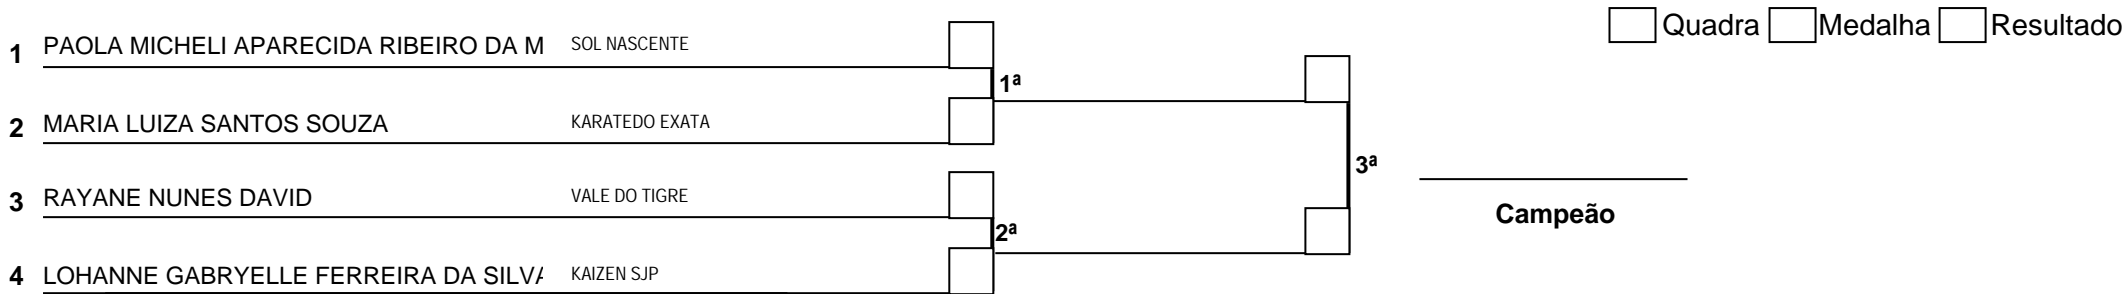 Quadra Medalha Resultado
1 PAOLA MICHELI APARECIDA RIBEIRO DA M SOL NASCENTE
1ª
2 MARIA LUIZA SANTOS SOUZA KARATEDO EXATA
3ª
3 RAYANE NUNES DAVID VALE DO TIGRE
Campeão
2ª
4 LOHANNE GABRYELLE FERREIRA DA SILVA KAIZEN SJP